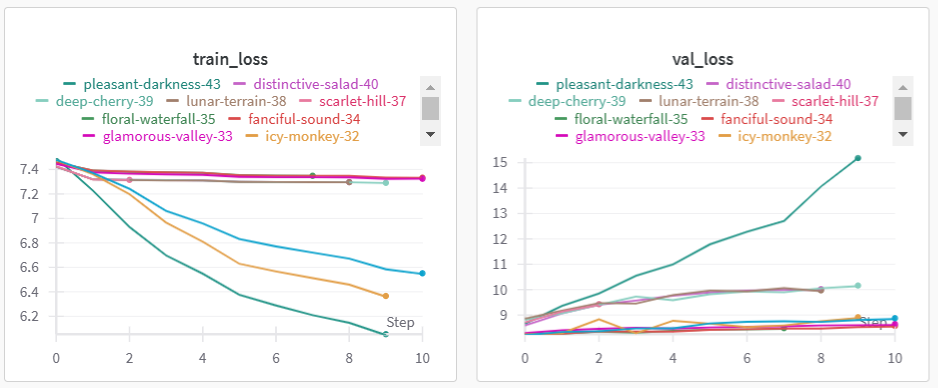 train_loss
pleasant-darkness-43 distinctive-salad-40
deep-cherry-39 lunar-terrain-38 scarlet-hill-37
floral-waterfall-35 fanciful-sound-34
glamorous-valley-33 icy-monkey-32
7.4
7.2
7
6.8
6.6
6.4
6.2
Step
0 2 4 6 8 10
val_loss
pleasant-darkness-43 distinctive-salad-40
deep-cherry-39 lunar-terrain-38 scarlet-hill-37
floral-waterfall-35 fanciful-sound-34
glamorous-valley-33 icy-monkey-32
15
14
13
12
11
10
9
Step
0 2 4 6 8 10